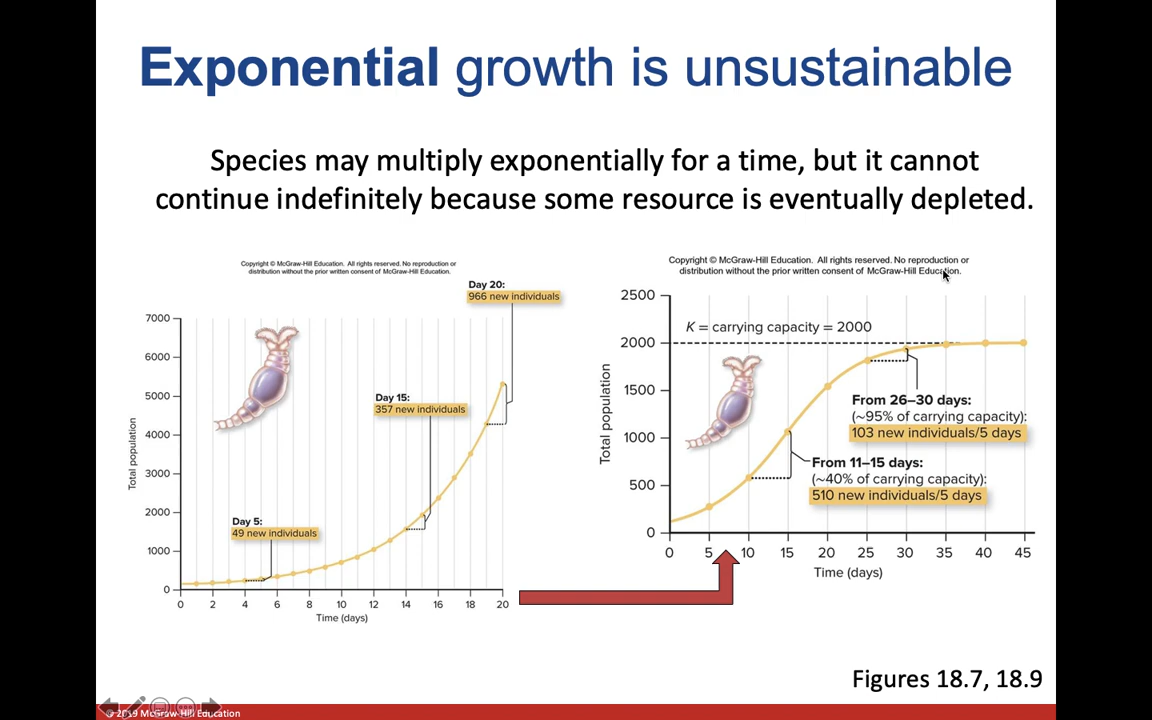 Exponential growth is unsustainable
Species may multiply exponentially for a time, but it cannot
continue indefinitely because some resource is eventually depleted.
Copyright © McGraw-Hill Education. All rights reserved. No reproduction or
distribution without the prior written consent of McGraw-Hill Education.
Day 20:
966 new individuals
Day 15:
357 new individuals
Day 5:
49 new individuals
Total population
7000
6000
5000
4000
3000
2000
1000
0
0 2 4 6 8 10 12 14 16 18 20
Time (days)
Copyright © McGraw-Hill Education. All rights reserved. No reproduction or
distribution without the prior written consent of McGraw-Hill Education.
K = carrying capacity = 2000
From 26–30 days:
(~95% of carrying capacity):
103 new individuals/5 days
From 11–15 days:
(~40% of carrying capacity):
510 new individuals/5 days
Total population
2500
2000
1500
1000
500
0
0 5 10 15 20 25 30 35 40 45
Time (days)
Figures 18.7, 18.9
© 2019 McGraw-Hill Education